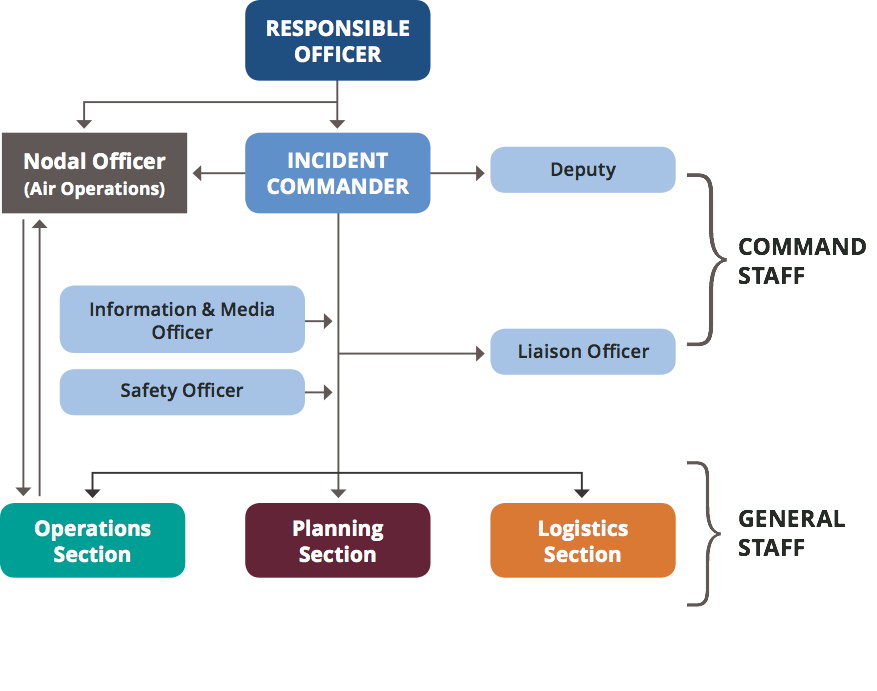 RESPONSIBLE
OFFICER
Nodal Officer
(Air Operations)
INCIDENT
COMMANDER
Deputy
COMMAND
STAFF
Information & Media
Officer
Liaison Officer
Safety Officer
Operations
Section
Planning
Section
Logistics
Section
GENERAL
STAFF